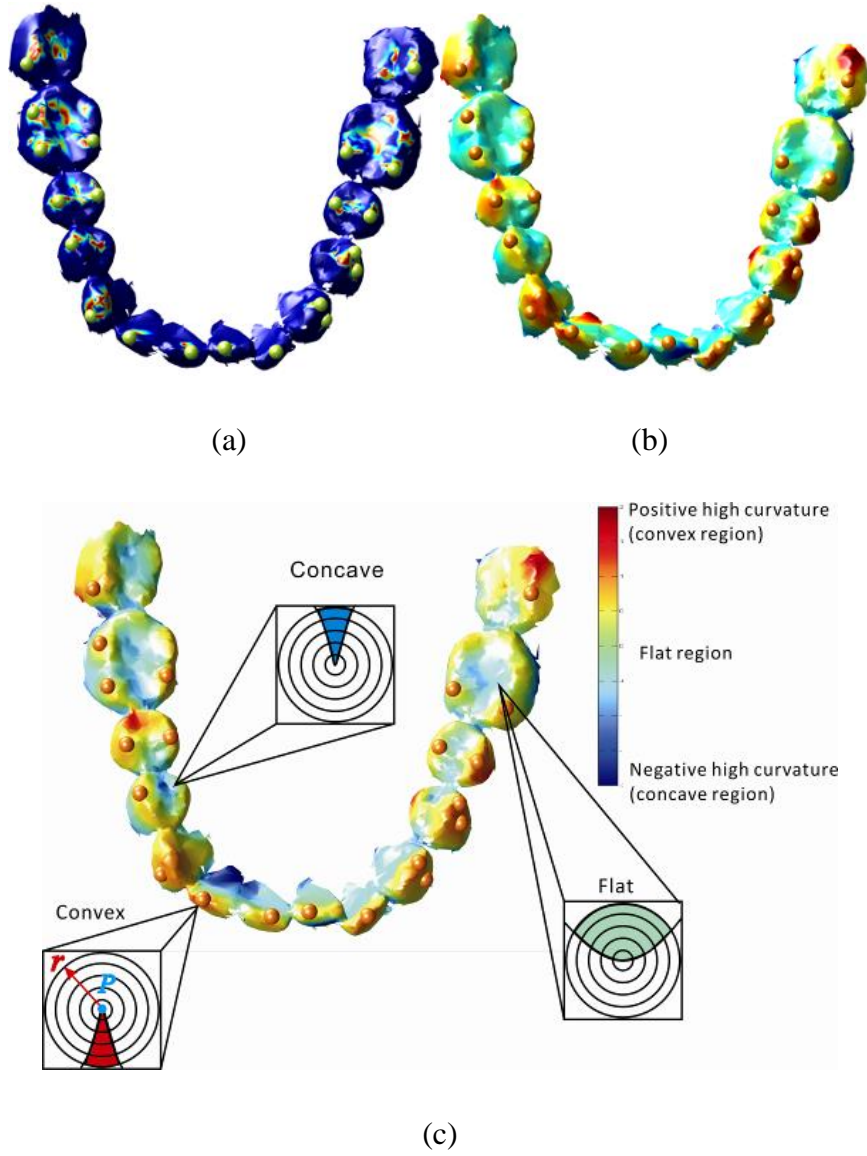 (a)
(b)
Positive high curvature
(convex region)
Concave
Flat region
Negative high curvature
(concave region)
Flat
Convex
r
P
(c)